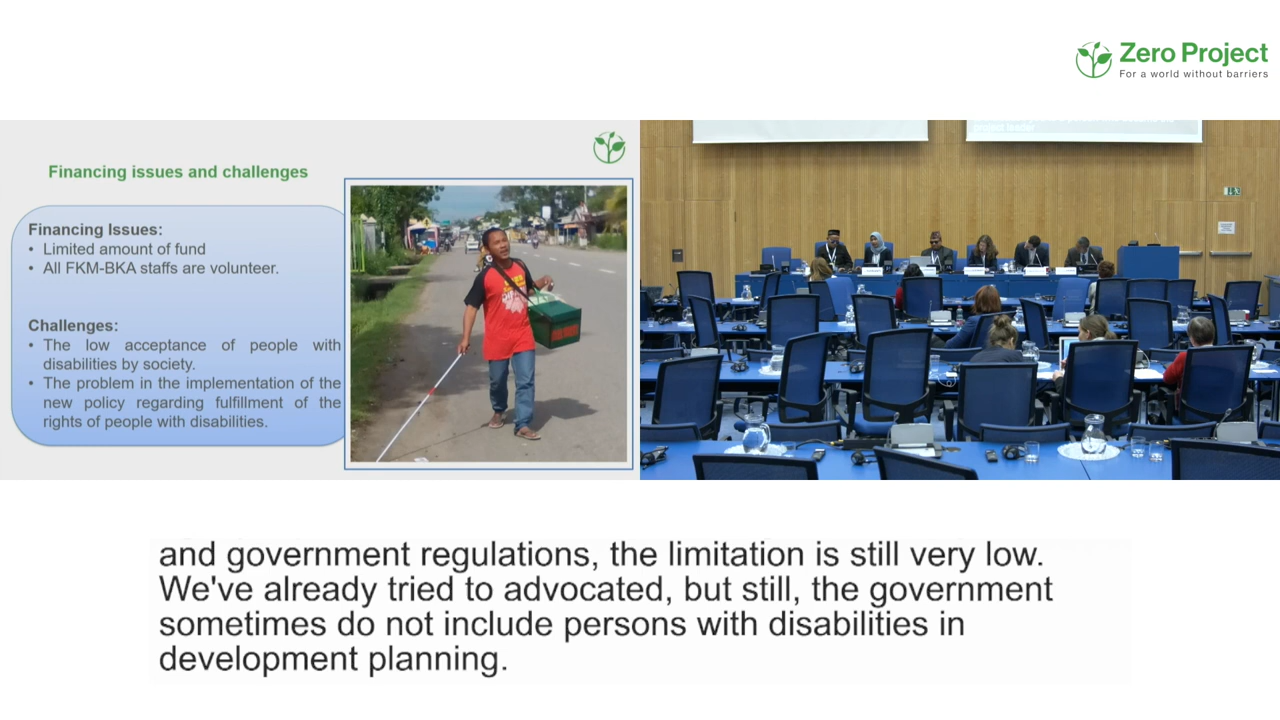 Zero Project
For a world without barriers
Financing issues and challenges
Financing Issues:
• Limited amount of fund
• All FKM-BKA staffs are volunteer.
Challenges:
• The low acceptance of people with
disabilities by society.
• The problem in the implementation of the
new policy regarding fulfillment of the
rights of people with disabilities.
and government regulations, the limitation is still very low.
We've already tried to advocated, but still, the government
sometimes do not include persons with disabilities in
development planning.